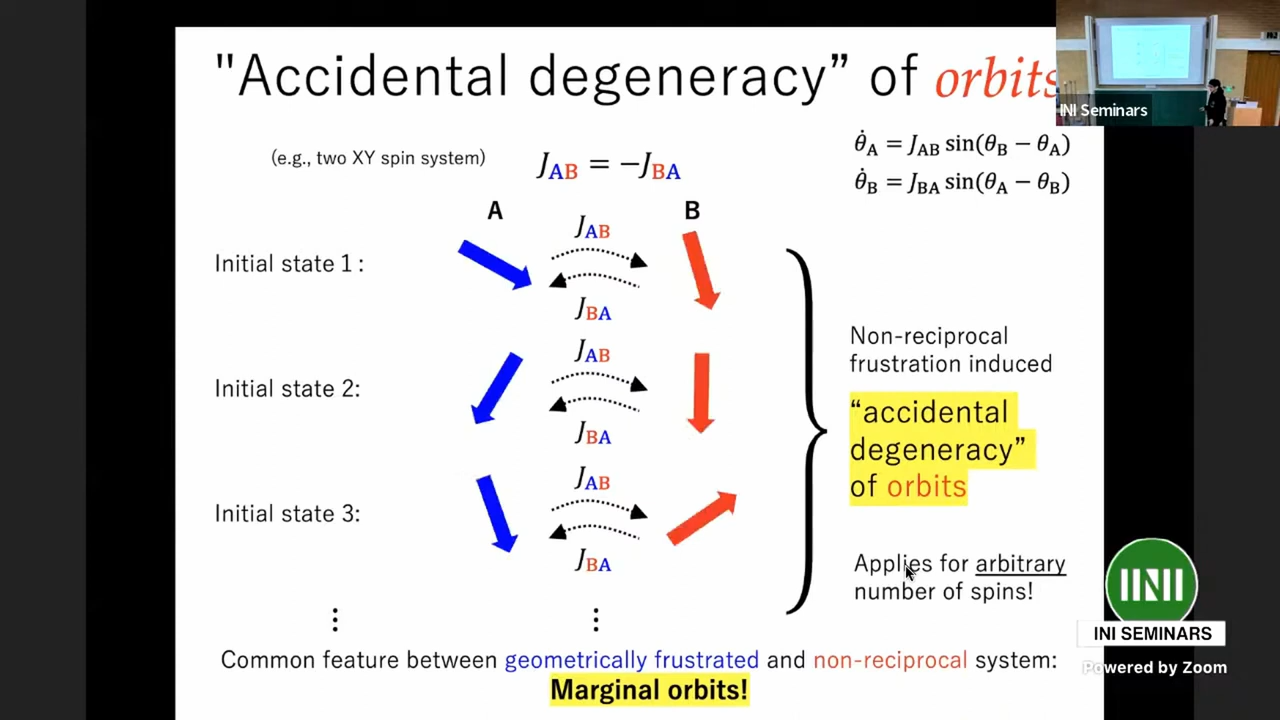 "Accidental degeneracy” of orbits
INI Seminars
(e.g., two XY spin system)
J_AB = −J_BA
θ̇_A = J_AB sin(θ_B − θ_A)
θ̇_B = J_BA sin(θ_A − θ_B)
A
B
J_AB
Initial state 1 :
J_BA
J_AB
Initial state 2:
J_BA
J_AB
Initial state 3:
J_BA
⋮
⋮
Non-reciprocal
frustration induced
“accidental
degeneracy”
of orbits
Applies for arbitrary
number of spins!
Common feature between geometrically frustrated and non-reciprocal system:
Marginal orbits!
INI
INI SEMINARS
Powered by Zoom